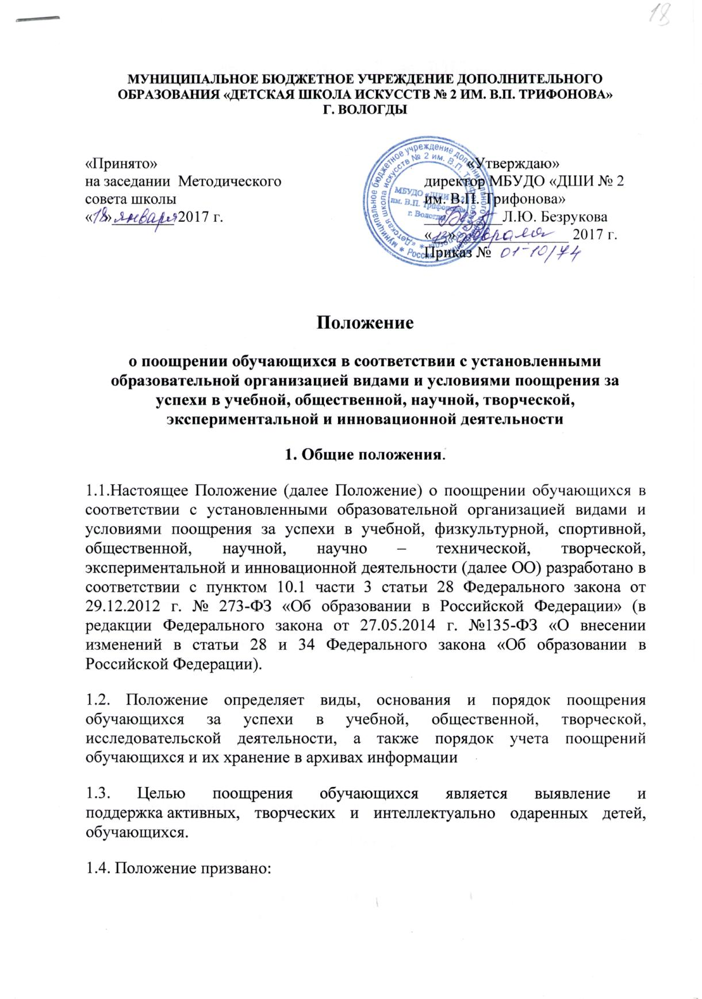 18
МУНИЦИПАЛЬНОЕ БЮДЖЕТНОЕ УЧРЕЖДЕНИЕ ДОПОЛНИТЕЛЬНОГО
ОБРАЗОВАНИЯ «ДЕТСКАЯ ШКОЛА ИСКУССТВ № 2 ИМ. В.П. ТРИФОНОВА»
Г. ВОЛОГДЫ
«Принято»
на заседании Методического
совета школы
«18» января 2017 г.
«Утверждаю»
директор МБУДО «ДШИ № 2
им. В.П. Трифонова»
Л.Ю. Безрукова
«13» февраля 2017 г.
Приказ № 01-10/74
муниципальное бюджетное учреждение дополнительного образования * Россия *
«Детская школа искусств № 2 им. В.П. Трифонова»
МБУДО «ДШИ № 2
им. В.П. Трифонова»
г. Вологда
Положение
о поощрении обучающихся в соответствии с установленными
образовательной организацией видами и условиями поощрения за
успехи в учебной, общественной, научной, творческой,
экспериментальной и инновационной деятельности
1. Общие положения.
1.1.Настоящее Положение (далее Положение) о поощрении обучающихся в
соответствии с установленными образовательной организацией видами и
условиями поощрения за успехи в учебной, физкультурной, спортивной,
общественной, научной, научно – технической, творческой,
экспериментальной и инновационной деятельности (далее ОО) разработано в
соответствии с пунктом 10.1 части 3 статьи 28 Федерального закона от
29.12.2012 г. № 273-ФЗ «Об образовании в Российской Федерации» (в
редакции Федерального закона от 27.05.2014 г. №135-ФЗ «О внесении
изменений в статьи 28 и 34 Федерального закона «Об образовании в
Российской Федерации).
1.2. Положение определяет виды, основания и порядок поощрения
обучающихся за успехи в учебной, общественной, творческой,
исследовательской деятельности, а также порядок учета поощрений
обучающихся и их хранение в архивах информации
1.3. Целью поощрения обучающихся является выявление и
поддержка активных, творческих и интеллектуально одаренных детей,
обучающихся.
1.4. Положение призвано: